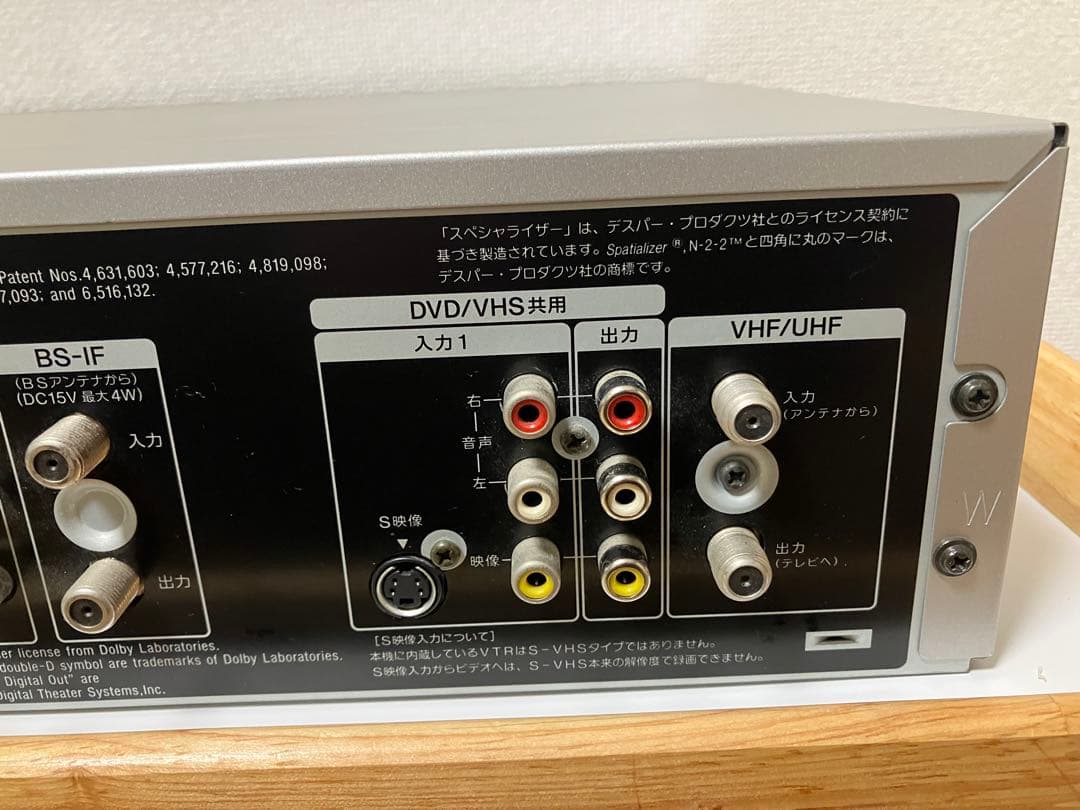 「スペシャライザー」は、デスパー・プロダクツ社とのライセンス契約に
基づき製造されています。Spatializer ®,N-2-2™と四角に丸のマークは、
デスパー・プロダクツ社の商標です。
Patent Nos.4,631,603; 4,577,216; 4,819,098;
7,093; and 6,516,132.
DVD/VHS共用
入力1
出力
VHF/UHF
BS-IF
(BSアンテナから)
(DC15V 最大4W)
入力
出力
右
音声
左
S映像
▼
映像
入力
(アンテナから)
出力
(テレビへ)
W
[S映像入力について]
本機に内蔵しているVTRはS-VHSタイプではありません。
S映像入力からビデオへは、S-VHS本来の解像度で録画できません。
er license from Dolby Laboratories.
double-D symbol are trademarks of Dolby Laboratories.
Digital Out" are
Digital Theater Systems,Inc.